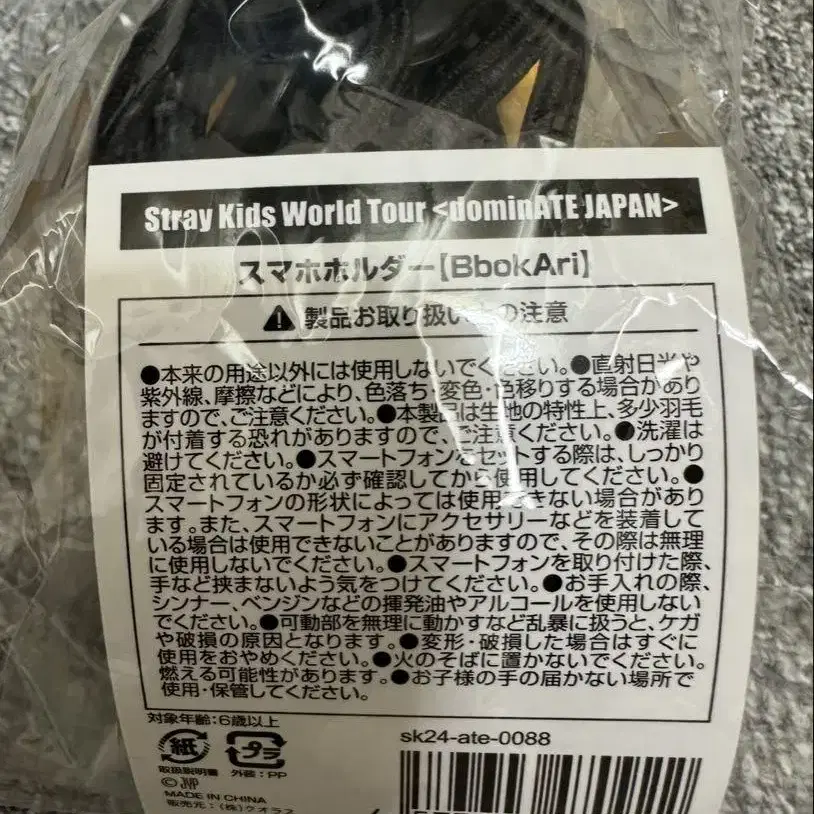 Stray Kids World Tour <dominATE JAPAN>
スマホホルダー【BbokAri】
製品お取り扱い上の注意
●本来の用途以外には使用しないでください。●直射日光や
紫外線、摩擦などにより、色落ち・変色・色移りする場合があり
ますので、ご注意ください。●本製品は生地の特性上、多少羽毛
が付着する恐れがありますので、ご注意ください。●洗濯は
避けてください。●スマートフォンをセットする際は、しっかり
固定されているか必ず確認してから使用してください。●
スマートフォンの形状によっては使用できない場合があり
ます。また、スマートフォンにアクセサリーなどを装着して
いる場合は使用できないことがありますので、その際は無理
に使用しないでください。●スマートフォンを取り付けた際、
手など挟まないよう気をつけてください。●お手入れの際、
シンナー、ベンジンなどの揮発油やアルコールを使用しない
でください。●可動部を無理に動かすなど乱暴に扱うと、ケガ
や破損の原因となります。●変形・破損した場合はすぐに
使用をおやめください。●火のそばに置かないでください。
燃える可能性があります。●お子様の手の届かない場所で
使用・保管してください。
対象年齢:6歳以上
sk24-ate-0088
紙 プラ
取扱説明書 外装:PP
MADE IN CHINA
販売元:(株)クオラス